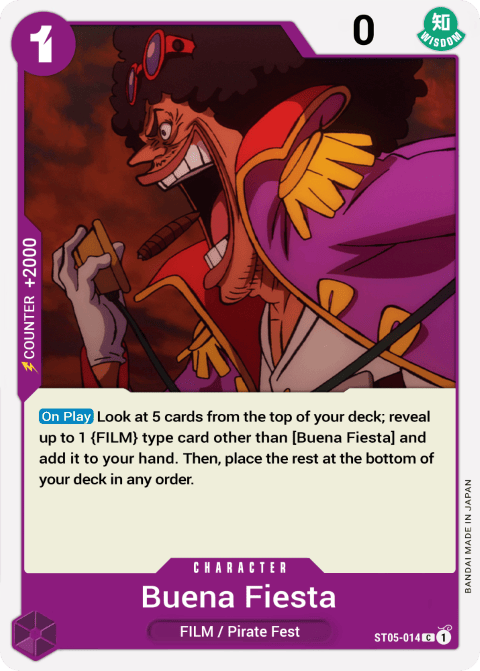 1
0
知
WISDOM
COUNTER +2000
On Play Look at 5 cards from the top of your deck; reveal
up to 1 {FILM} type card other than [Buena Fiesta] and
add it to your hand. Then, place the rest at the bottom of
your deck in any order.
BANDAI MADE IN JAPAN
CHARACTER
Buena Fiesta
FILM / Pirate Fest
ST05-014 C 1